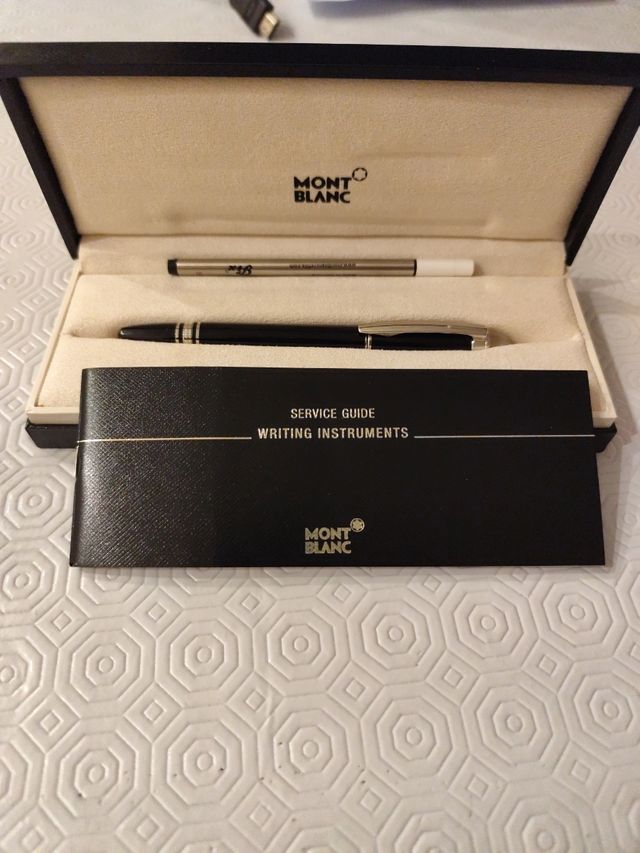 MONT
BLANC
SERVICE GUIDE
WRITING INSTRUMENTS
MONT
BLANC